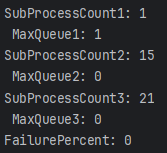 SubProcessCount1: 1
MaxQueue1: 1
SubProcessCount2: 15
MaxQueue2: 0
SubProcessCount3: 21
MaxQueue3: 0
FailurePercent: 0